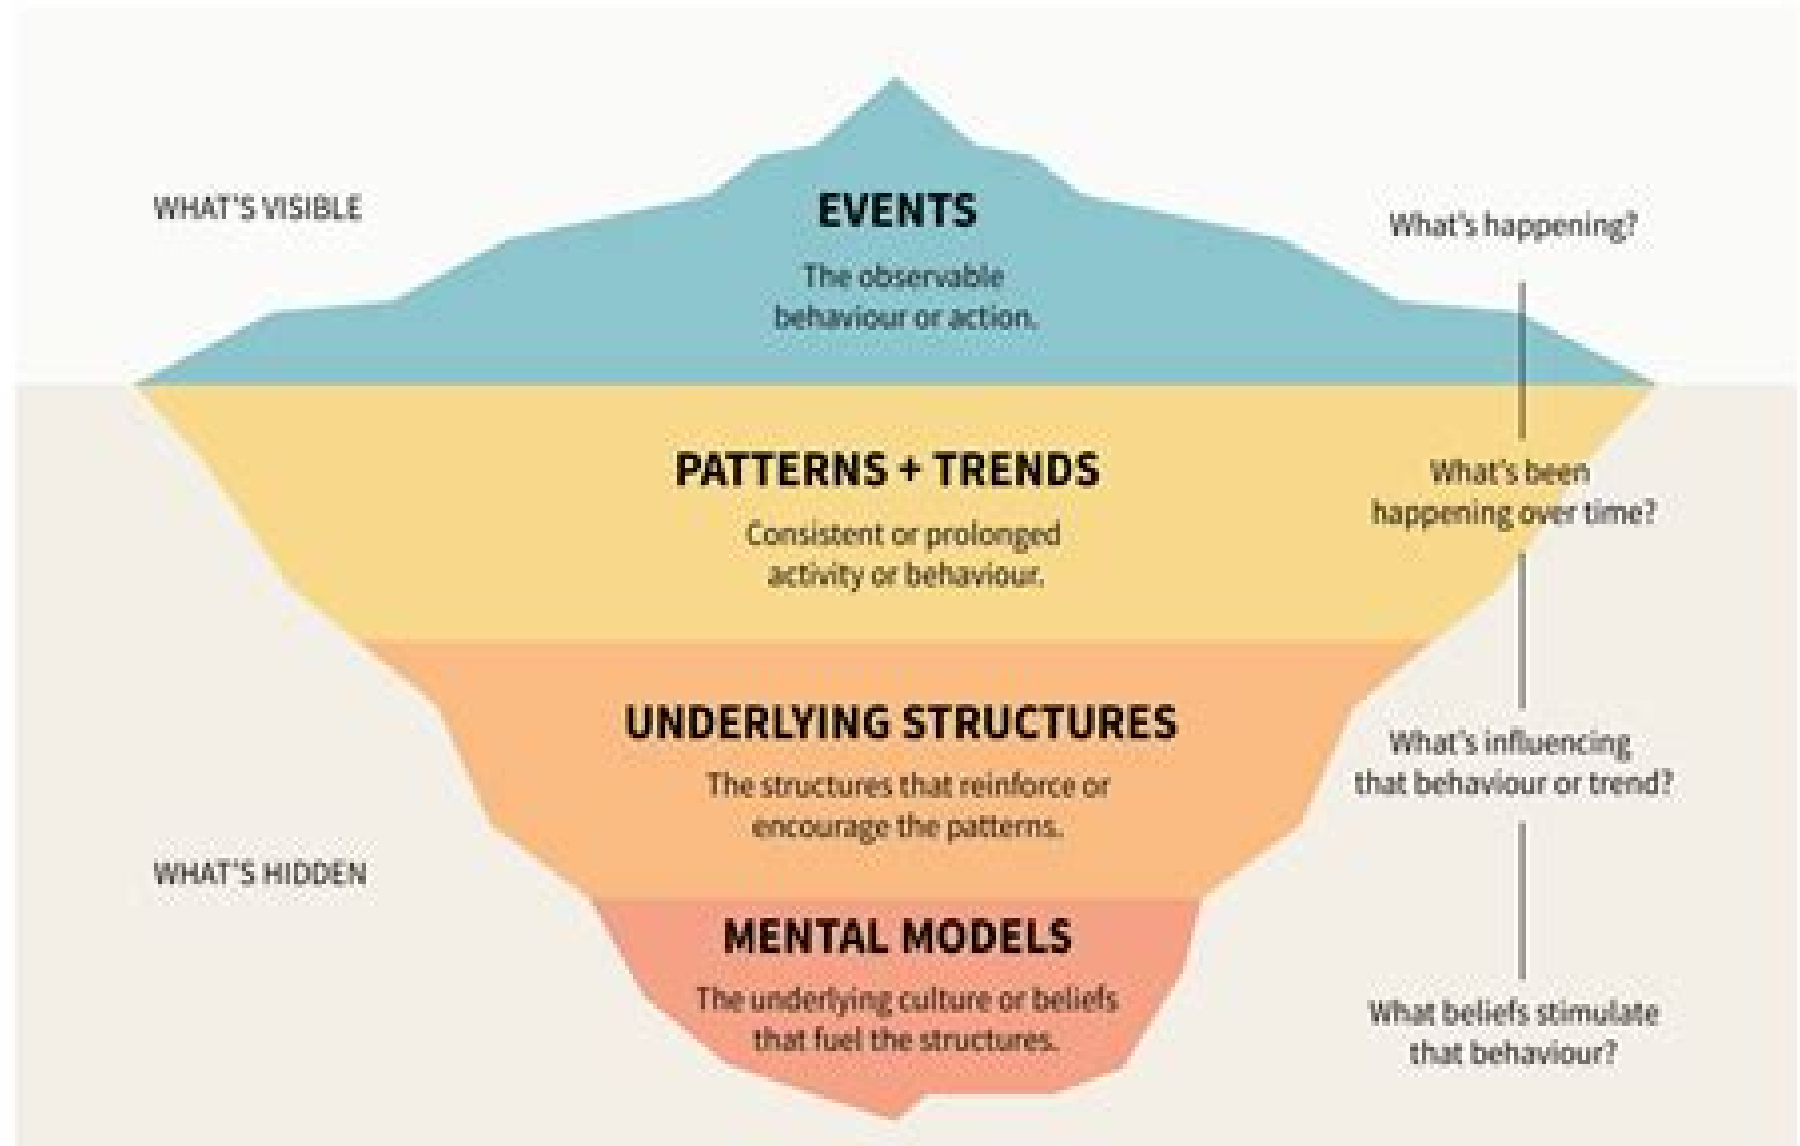 WHAT'S VISIBLE
EVENTS
The observable
behaviour or action.
What's happening?
PATTERNS + TRENDS
Consistent or prolonged
activity or behaviour.
What's been
happening over time?
UNDERLYING STRUCTURES
The structures that reinforce or
encourage the patterns.
What's influencing
that behaviour or trend?
WHAT'S HIDDEN
MENTAL MODELS
The underlying culture or beliefs
that fuel the structures.
What beliefs stimulate
that behaviour?